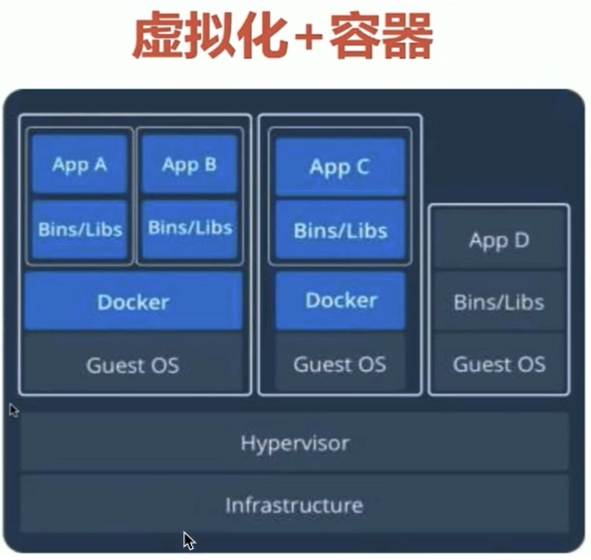 虚拟化+容器
App A
App B
Bins/Libs
Bins/Libs
Docker
Guest OS
App C
Bins/Libs
Docker
Guest OS
App D
Bins/Libs
Guest OS
Hypervisor
Infrastructure